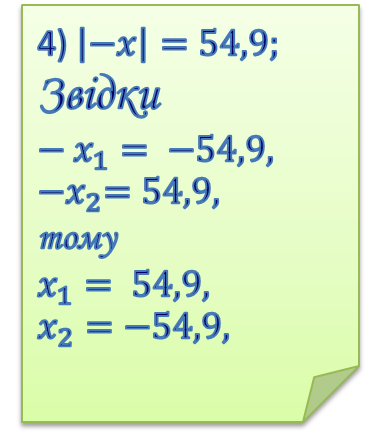 4) |−x| = 54,9;
Звідки
− x₁ = −54,9,
−x₂= 54,9,
тому
x₁ = 54,9,
x₂ = −54,9,